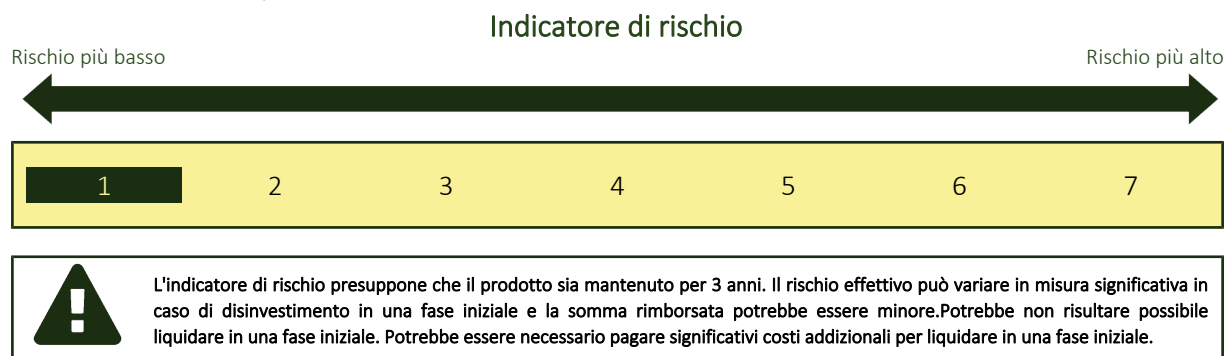 Indicatore di rischio
Rischio più basso
Rischio più alto
1 2 3 4 5 6 7
L'indicatore di rischio presuppone che il prodotto sia mantenuto per 3 anni. Il rischio effettivo può variare in misura significativa in
caso di disinvestimento in una fase iniziale e la somma rimborsata potrebbe essere minore.Potrebbe non risultare possibile
liquidare in una fase iniziale. Potrebbe essere necessario pagare significativi costi addizionali per liquidare in una fase iniziale.